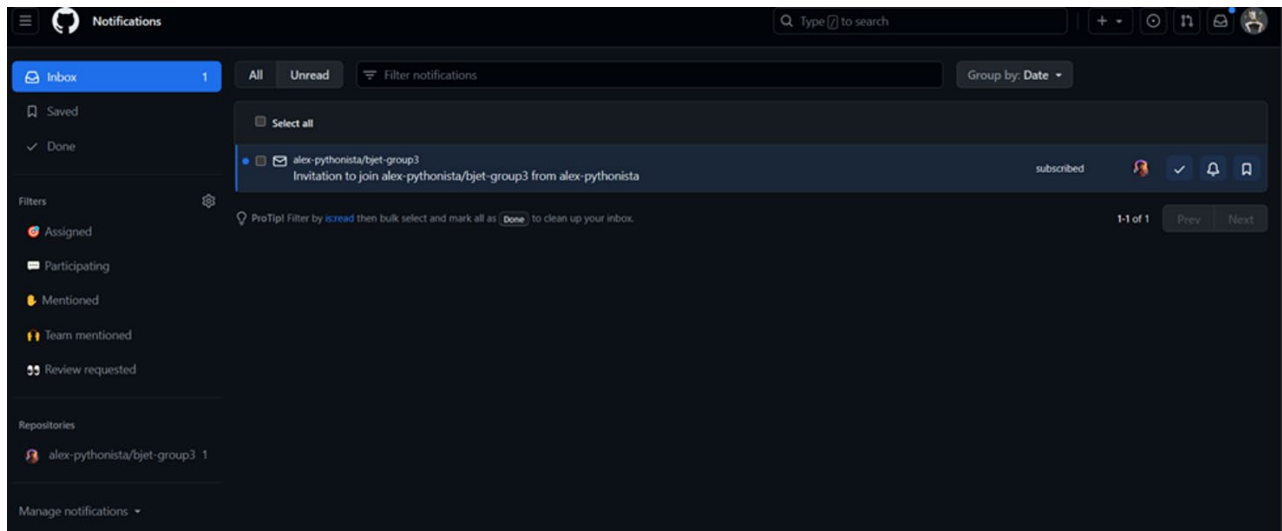 Notifications
Type / to search
Inbox 1
Saved
Done
Filters
Assigned
Participating
Mentioned
Team mentioned
Review requested
Repositories
alex-pythonista/bjet-group3 1
Manage notifications
All Unread Filter notifications Group by: Date
Select all
alex-pythonista/bjet-group3
Invitation to join alex-pythonista/bjet-group3 from alex-pythonista
subscribed
ProTip! Filter by is:read then bulk select and mark all as Done to clean up your inbox.
1-1 of 1 Prev Next